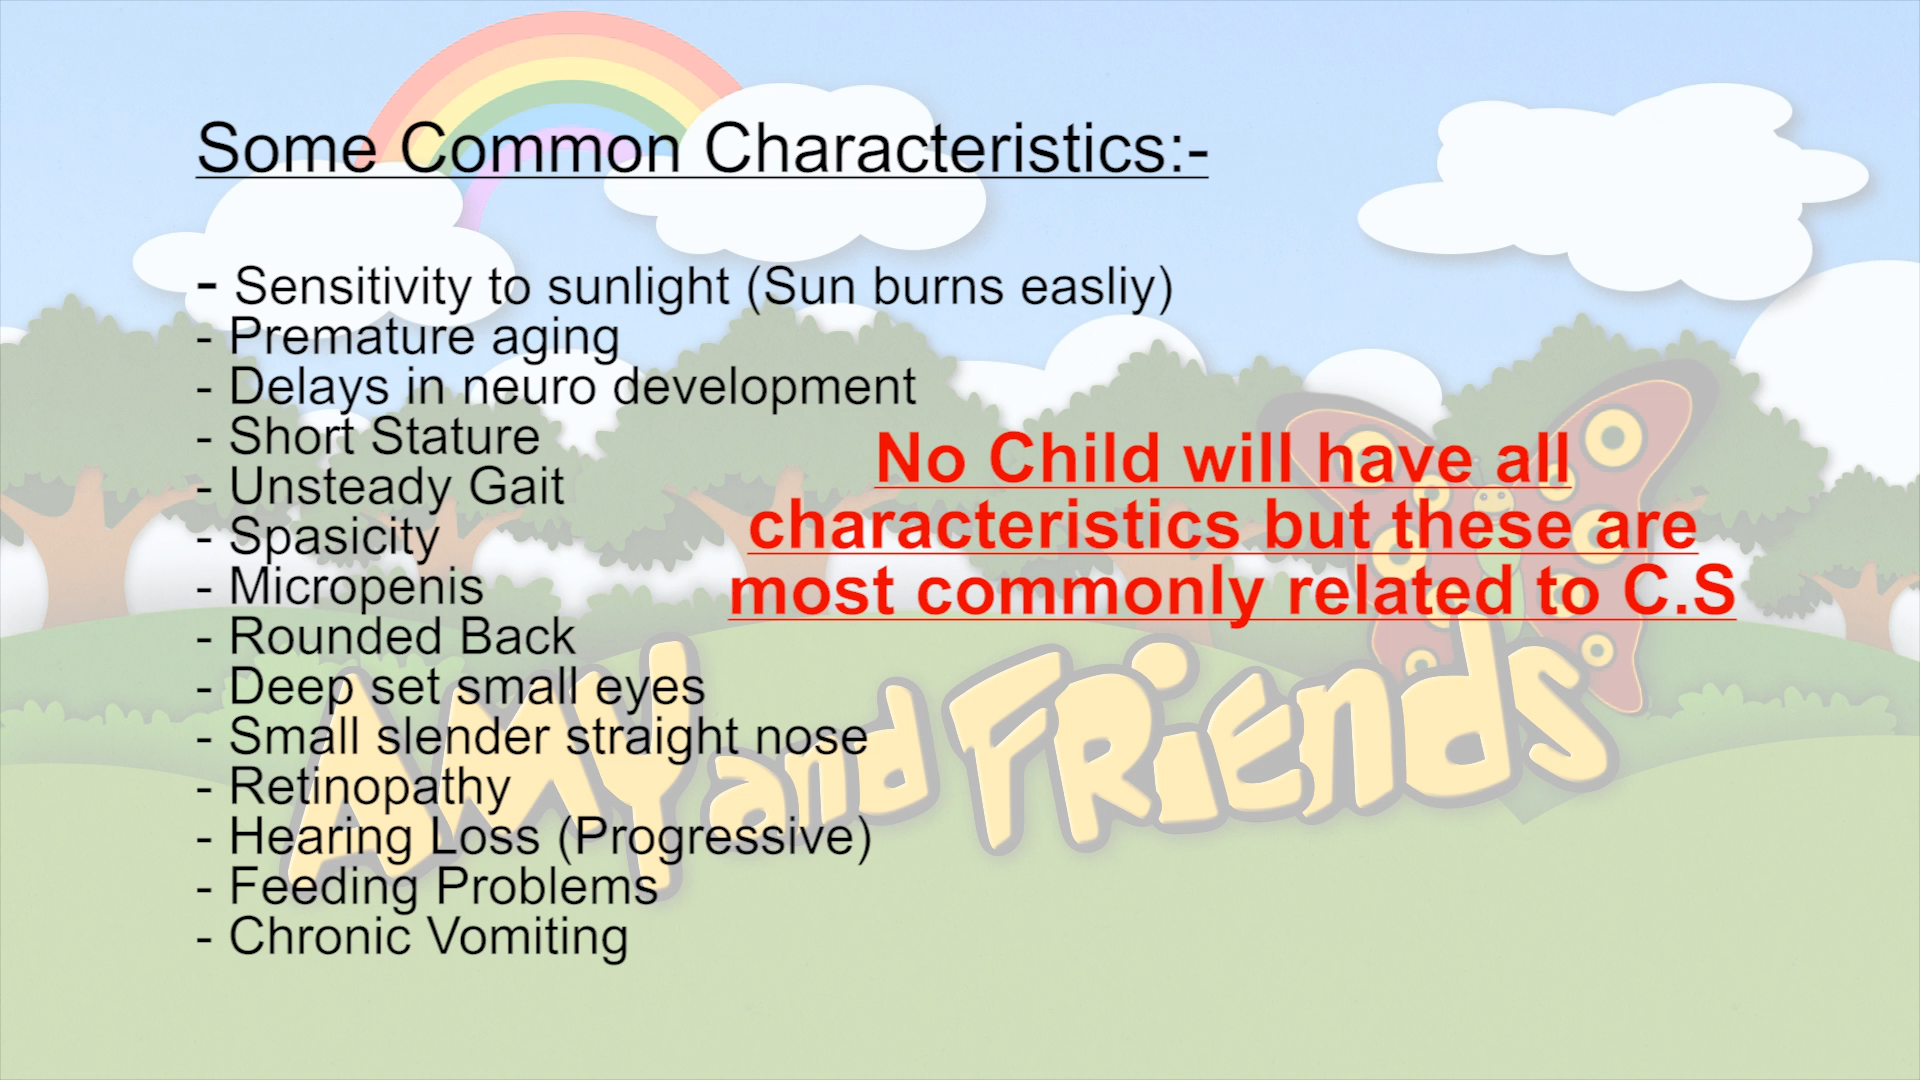 Some Common Characteristics:-
- Sensitivity to sunlight (Sun burns easliy)
- Premature aging
- Delays in neuro development
- Short Stature
- Unsteady Gait
- Spasicity
- Micropenis
- Rounded Back
- Deep set small eyes
- Small slender straight nose
- Retinopathy
- Hearing Loss (Progressive)
- Feeding Problems
- Chronic Vomiting
No Child will have all
characteristics but these are
most commonly related to C.S
AMY and FRiEndS